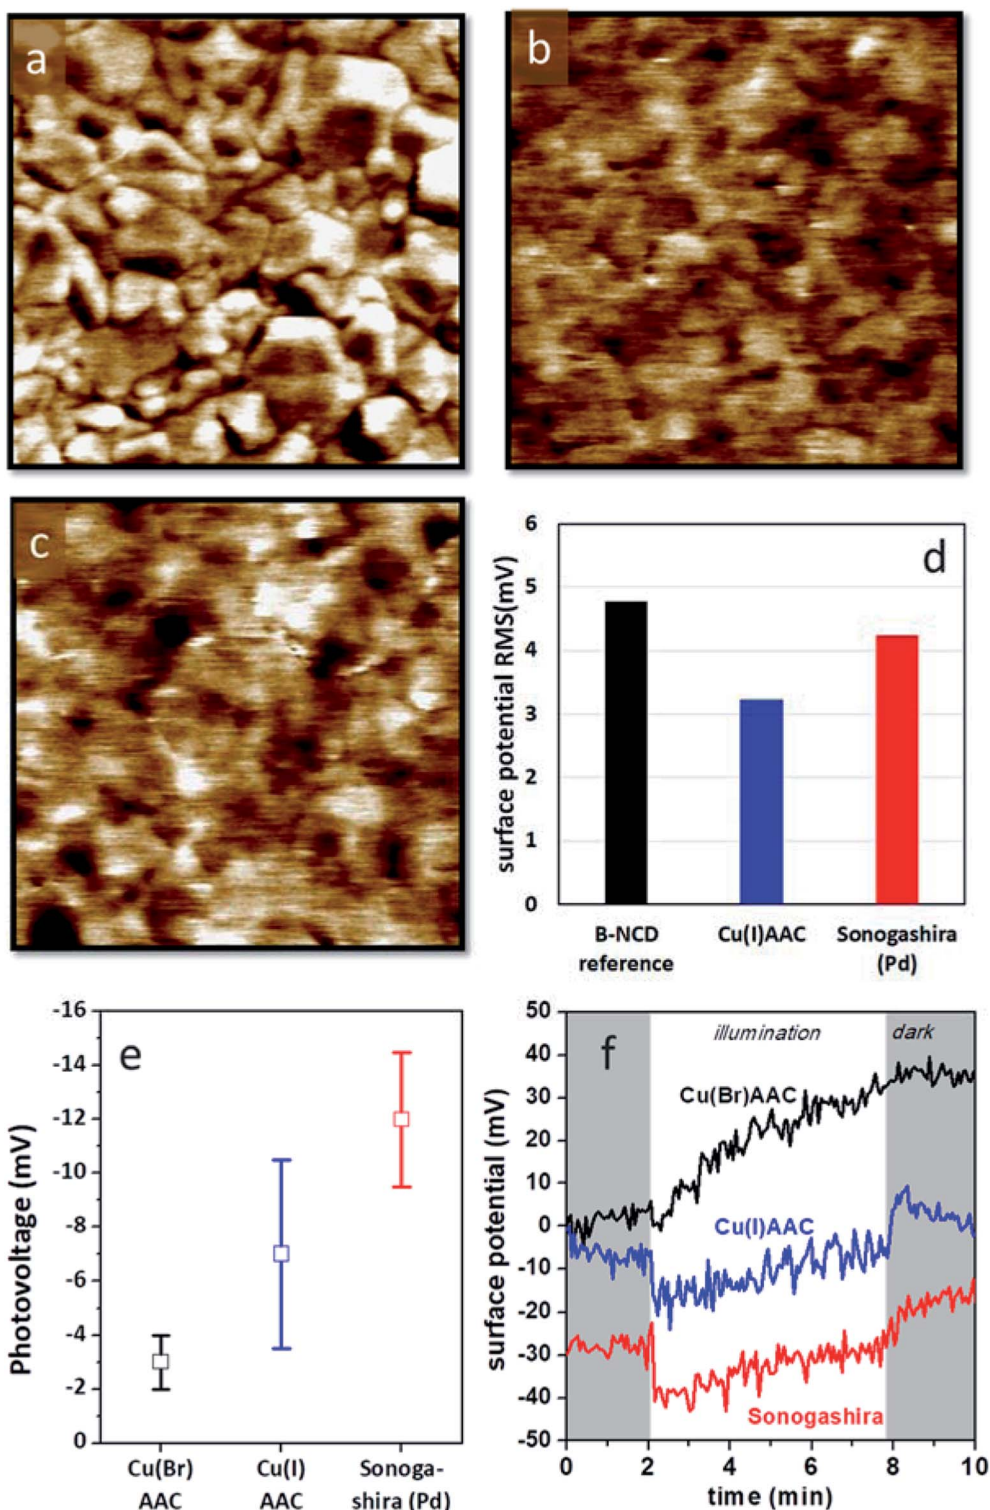 a
b
c
surface potential RMS(mV)
6
5
4
3
2
1
0
d
B-NCD
reference
Cu(I)AAC
Sonogashira
(Pd)
Photovoltage (mV)
-16
-14
-12
-10
-8
-6
-4
-2
0
e
Cu(Br)
AAC
Cu(I)
AAC
Sonoga-
shira (Pd)
surface potential (mV)
50
40
30
20
10
0
-10
-20
-30
-40
-50
f
illumination
dark
Cu(Br)AAC
Cu(I)AAC
Sonogashira
0 2 4 6 8 10
time (min)